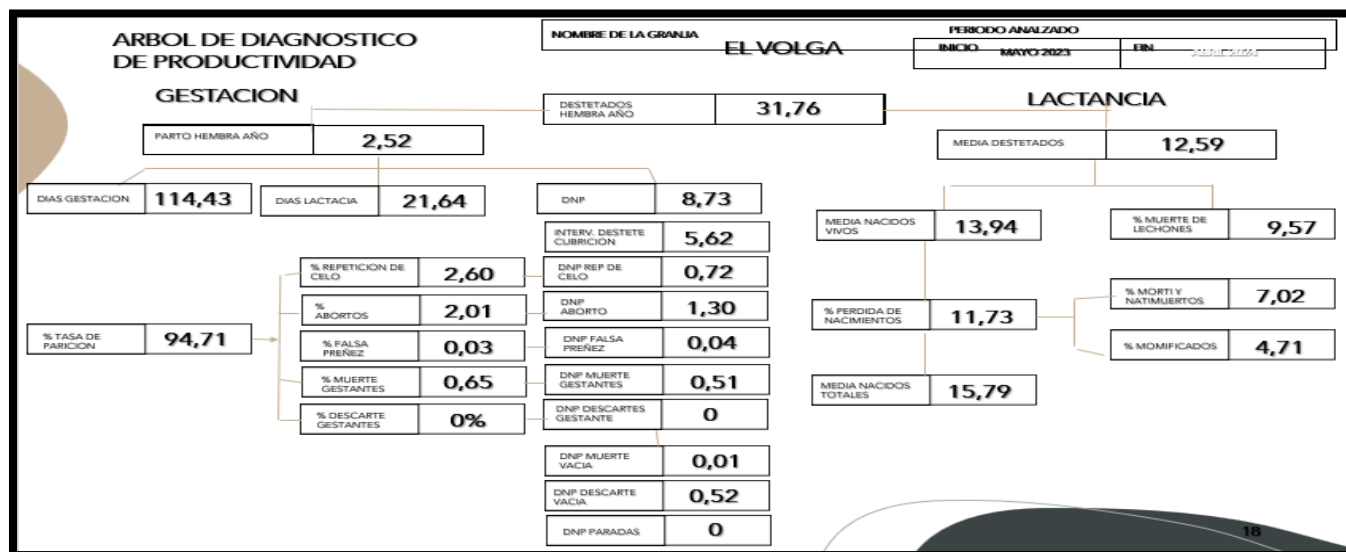 ARBOL DE DIAGNOSTICO
DE PRODUCTIVIDAD
NOMBRE DE LA GRANJA
EL VOLGA
PERIODO ANALZADO
INICIO
MAYO 2023
FIN
ABRIL 2024
GESTACION
DESTETADOS
HEMBRA AÑO
31,76
LACTANCIA
PARTO HEMBRA AÑO
2,52
MEDIA DESTETADOS
12,59
DIAS GESTACION
114,43
DIAS LACTACIA
21,64
DNP
8,73
MEDIA NACIDOS
VIVOS
13,94
% MUERTE DE
LECHONES
9,57
INTERV. DESTETE
CUBRICION
5,62
% REPETICION DE
CELO
2,60
DNP REP DE
CELO
0,72
%
ABORTOS
2,01
DNP
ABORTO
1,30
% PERDIDA DE
NACIMIENTOS
11,73
% MORTI Y
NATIMUERTOS
7,02
% TASA DE
PARICION
94,71
% FALSA
PREÑEZ
0,03
DNP FALSA
PREÑEZ
0,04
% MOMIFICADOS
4,71
% MUERTE
GESTANTES
0,65
DNP MUERTE
GESTANTES
0,51
MEDIA NACIDOS
TOTALES
15,79
% DESCARTE
GESTANTES
0%
DNP DESCARTES
GESTANTE
0
DNP MUERTE
VACIA
0,01
DNP DESCARTE
VACIA
0,52
DNP PARADAS
0
18